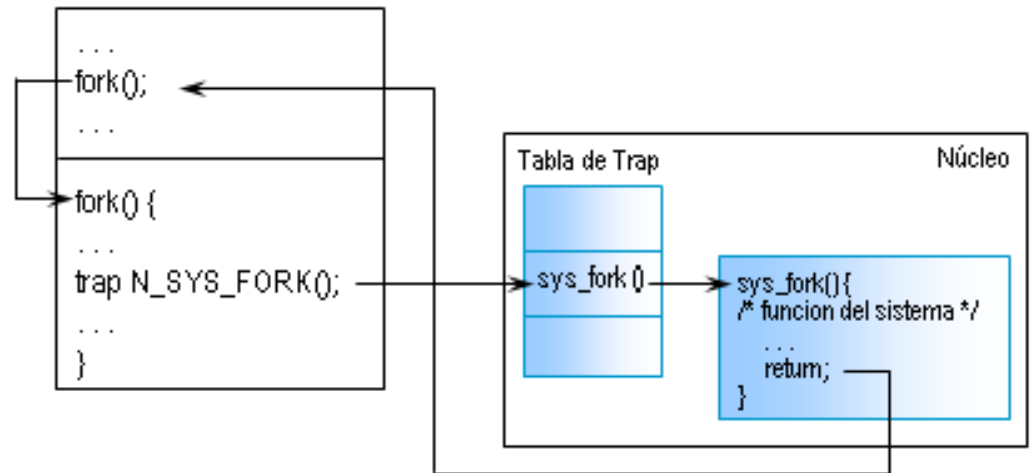 . . .
fork();
. . .
fork() {
. . .
trap N_SYS_FORK();
. . .
}
Tabla de Trap
Núcleo
sys_fork()
sys_fork(){
/* funcion del sistema */
. . .
return;
}